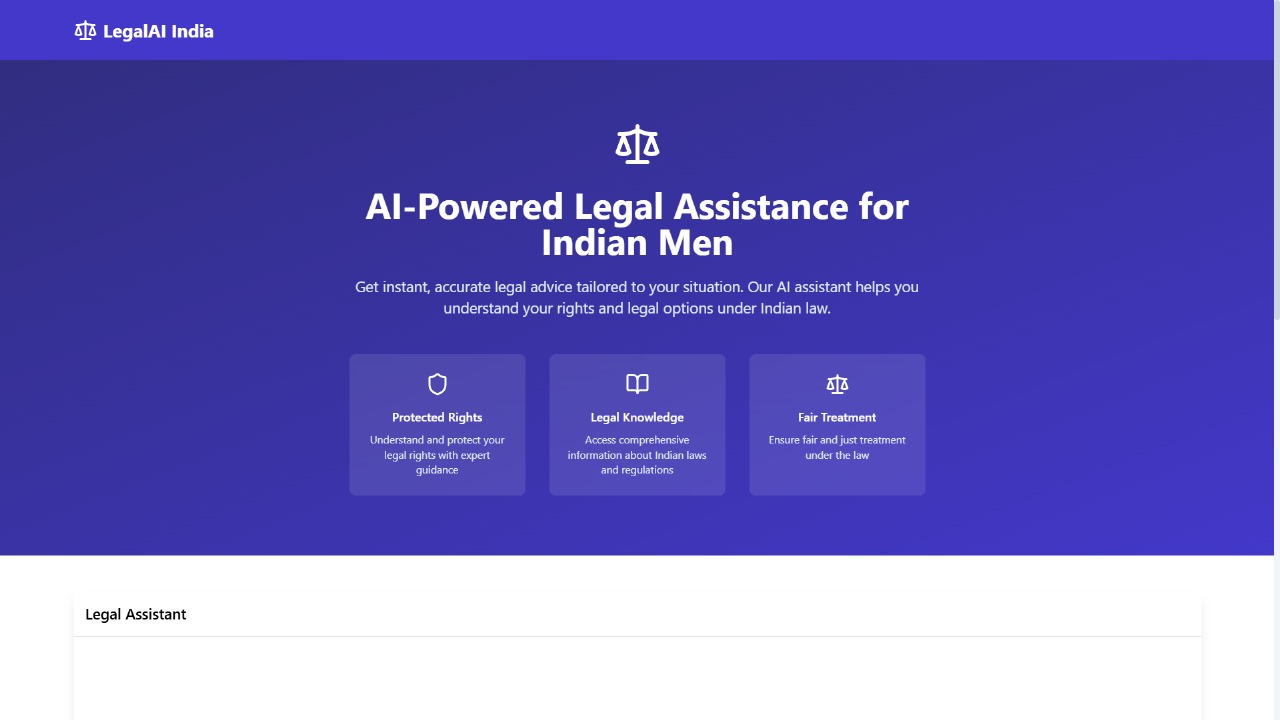 LegalAI India
AI-Powered Legal Assistance for
Indian Men
Get instant, accurate legal advice tailored to your situation. Our AI assistant helps you
understand your rights and legal options under Indian law.
Protected Rights
Understand and protect your
legal rights with expert
guidance
Legal Knowledge
Access comprehensive
information about Indian laws
and regulations
Fair Treatment
Ensure fair and just treatment
under the law
Legal Assistant